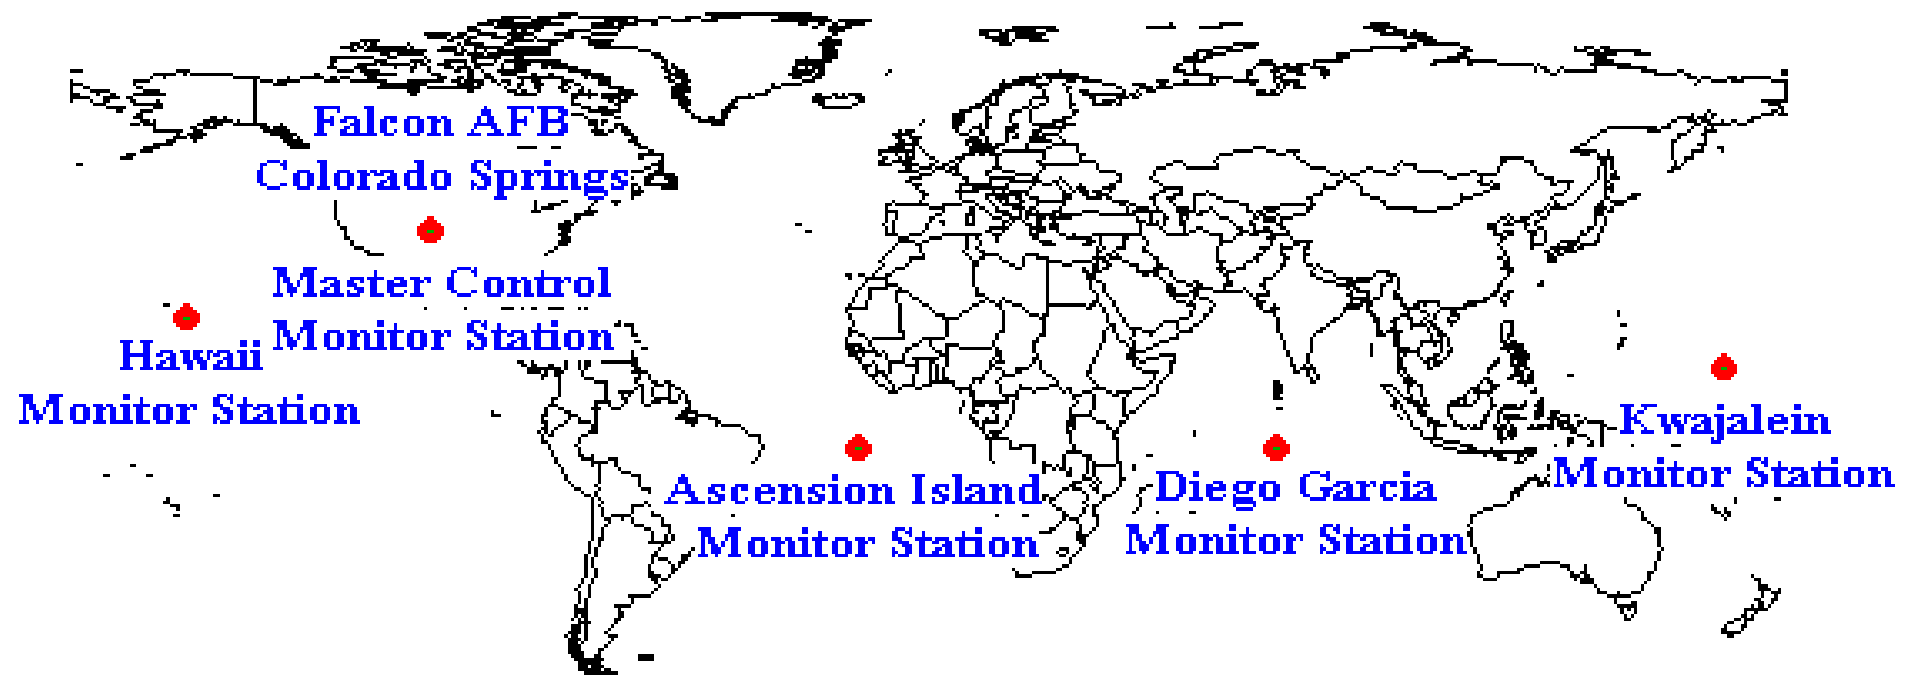 Falcon AFB
Colorado Springs
Master Control
Monitor Station
Hawaii
Monitor Station
Ascension Island
Monitor Station
Diego Garcia
Monitor Station
Kwajalein
Monitor Station